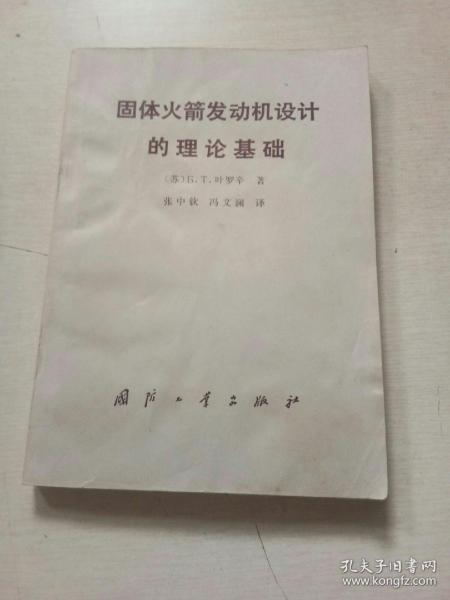 固体火箭发动机设计
的理论基础
〔苏〕Б.Т.叶罗辛 著
张中钦 冯文澜 译
国防工业出版社
孔夫子旧书网
www.kongfz.com